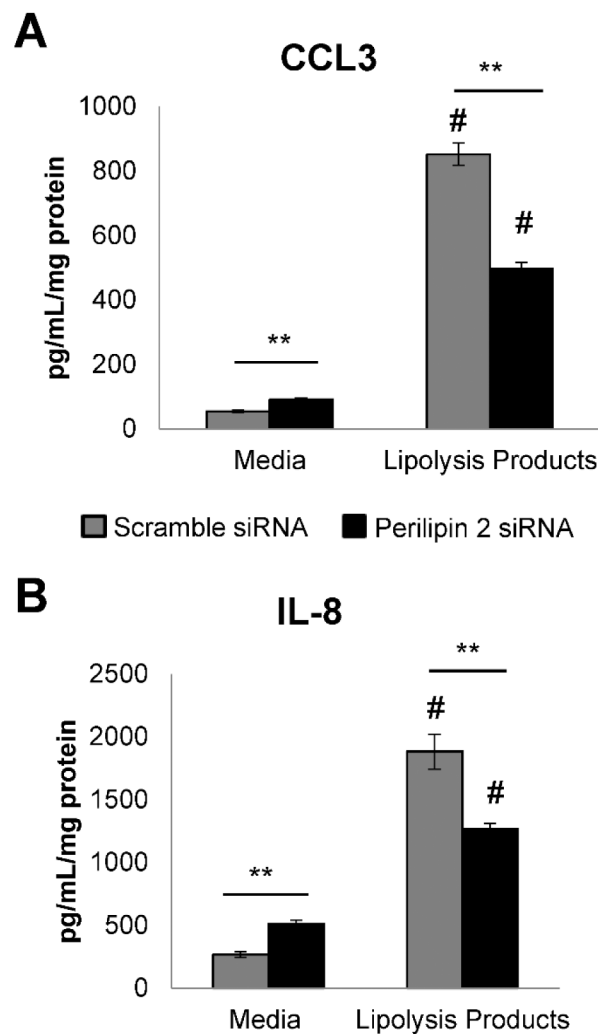 A
CCL3
pg/mL/mg protein
1000
800
600
400
200
0
**
**
#
#
Media
Lipolysis Products
Scramble siRNA
Perilipin 2 siRNA
B
IL-8
pg/mL/mg protein
2500
2000
1500
1000
500
0
**
**
#
#
Media
Lipolysis Products